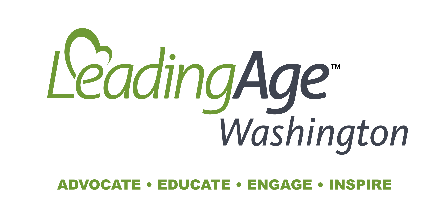 LeadingAge™
Washington
ADVOCATE • EDUCATE • ENGAGE • INSPIRE